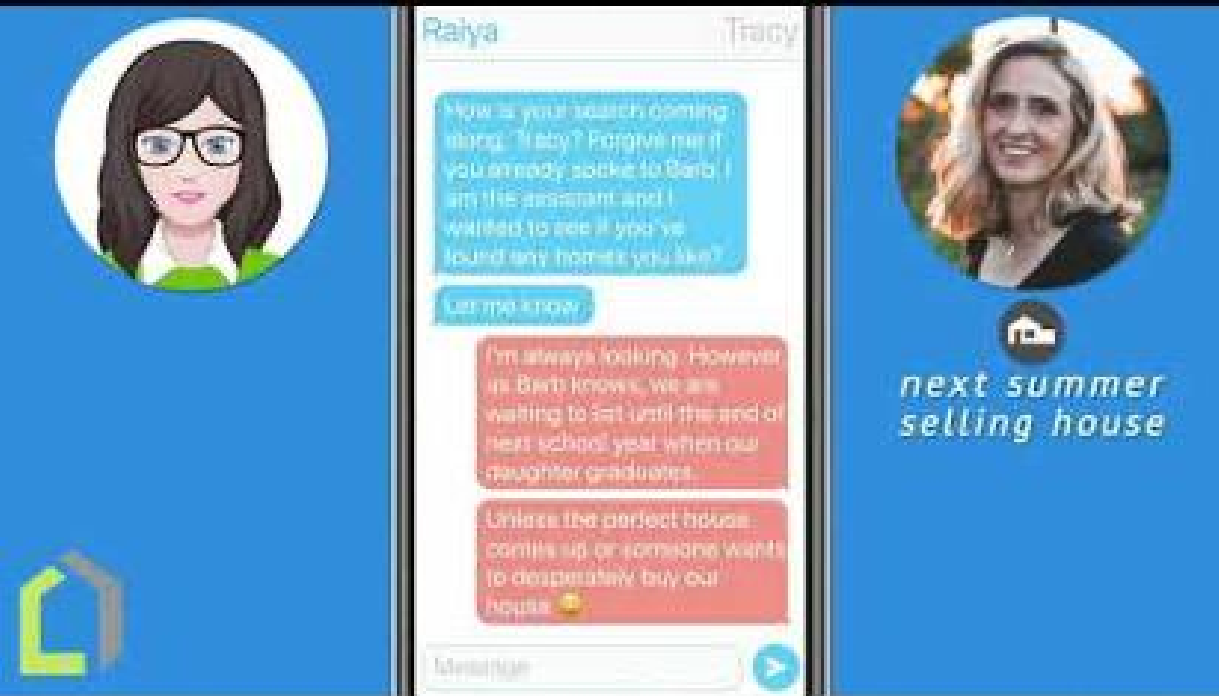 Raiya
Tracy
How is your search coming
along, Tracy? Forgive me if
you already spoke to Barb, I
am the assistant and I
wanted to see if you've
found any homes you like?
Let me know
I'm always looking. However
as Barb knows, we are
waiting to list until the end of
next school year when our
daughter graduates.
Unless the perfect house
comes up or someone wants
to desperately buy our
house 😳
Message
next summer
selling house